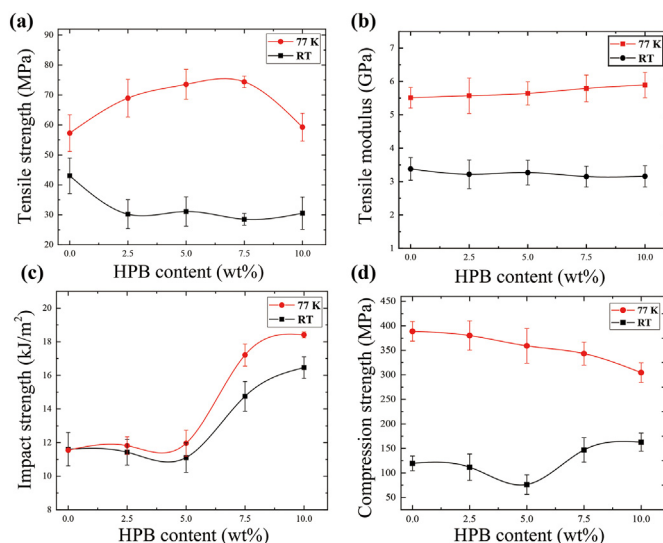 (a)
90
80
70
60
50
40
30
20
Tensile strength (MPa)
77 K
RT
0.0 2.5 5.0 7.5 10.0
HPB content (wt%)
(b)
7
6
5
4
3
2
1
0
Tensile modulus (GPa)
77 K
RT
0.0 2.5 5.0 7.5 10.0
HPB content (wt%)
(c)
20
18
16
14
12
10
8
Impact strength (kJ/m²)
77 K
RT
0.0 2.5 5.0 7.5 10.0
HPB content (wt%)
(d)
450
400
350
300
250
200
150
100
50
0
Compression strength (MPa)
77 K
RT
0.0 2.5 5.0 7.5 10.0
HPB content (wt%)